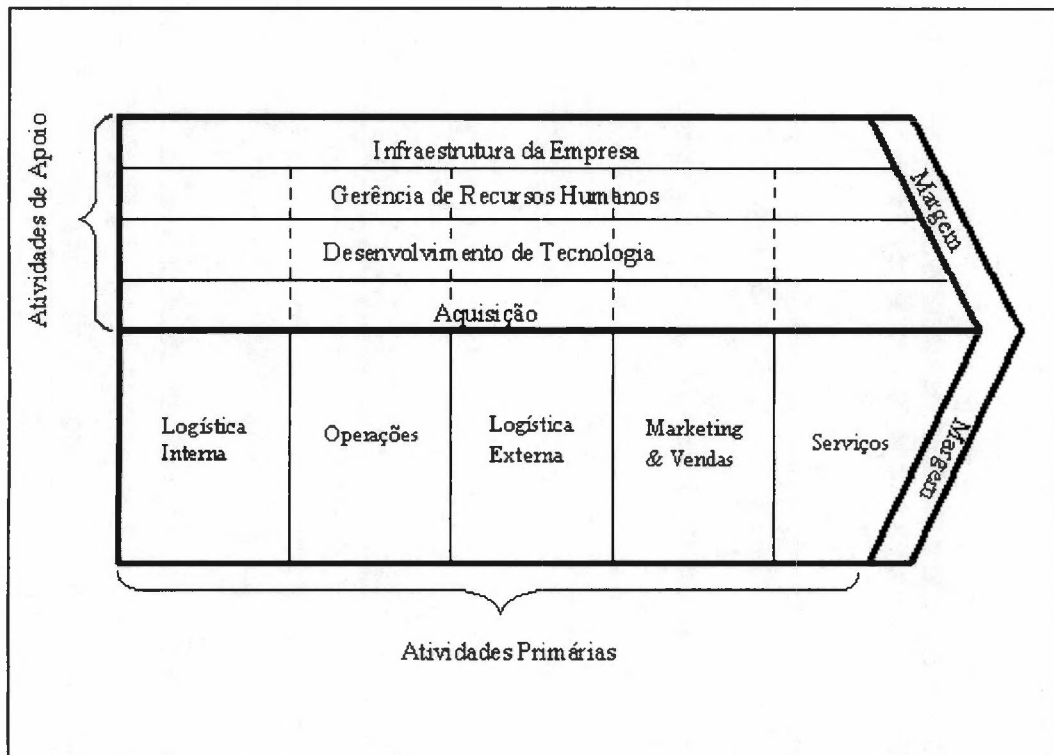 Atividades de Apoio
Infraestrutura da Empresa
Gerência de Recursos Humanos
Desenvolvimento de Tecnologia
Aquisição
Margem
Logística
Interna
Operações
Logística
Externa
Marketing
& Vendas
Serviços
Margem
Atividades Primárias